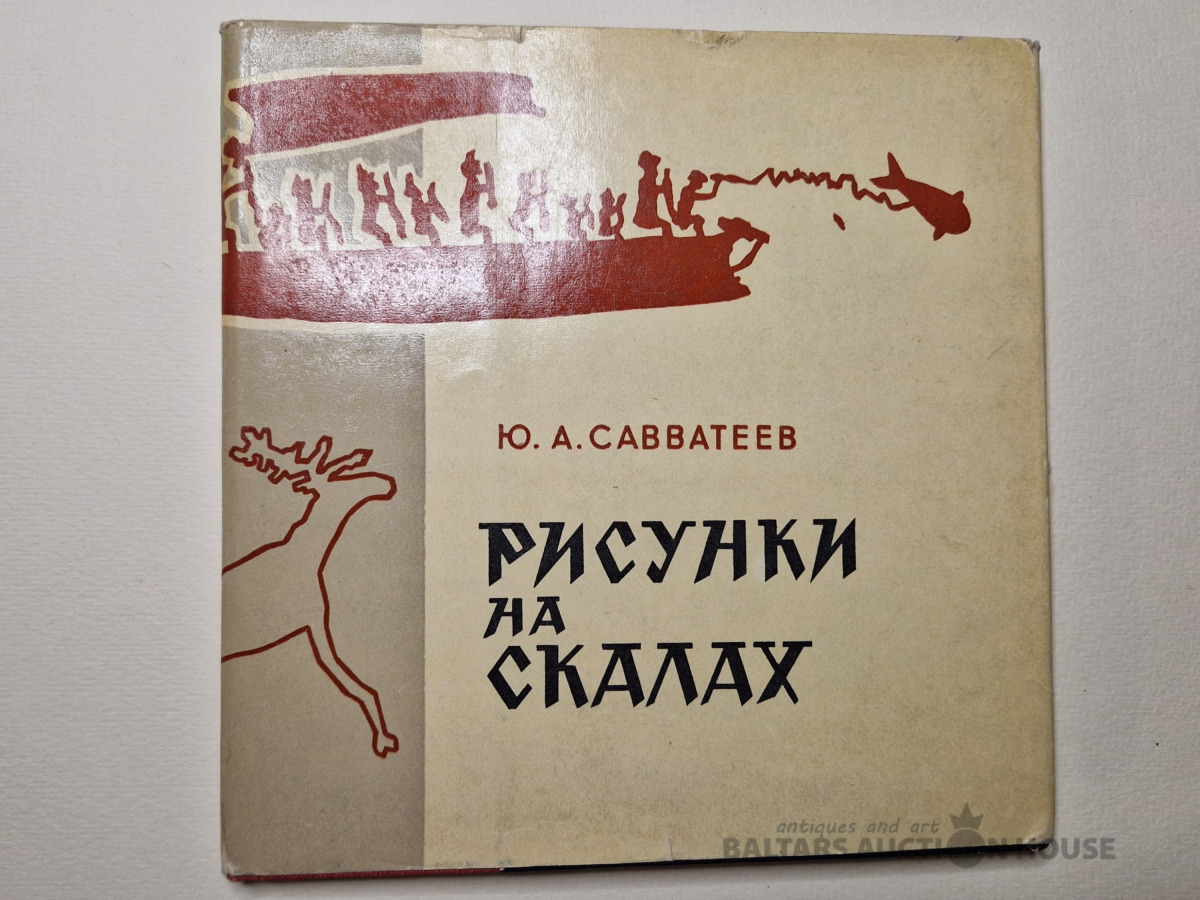 Ю. А. САВВАТЕЕВ
РИСУНКИ
НА
СКАЛАХ
antiques and art
BALTARS AUCTION HOUSE